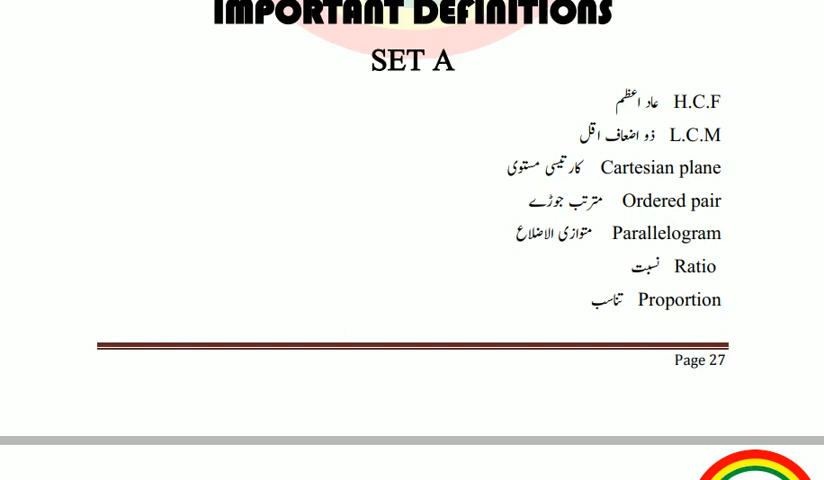 IMPORTANT DEFINITIONS
SET A
H.C.F عاد اعظم
L.C.M ذو اضعاف اقل
Cartesian plane کارتیسی مستوی
Ordered pair مترتب جوڑے
Parallelogram متوازی الاضلاع
Ratio نسبت
Proportion تناسب
Page 27